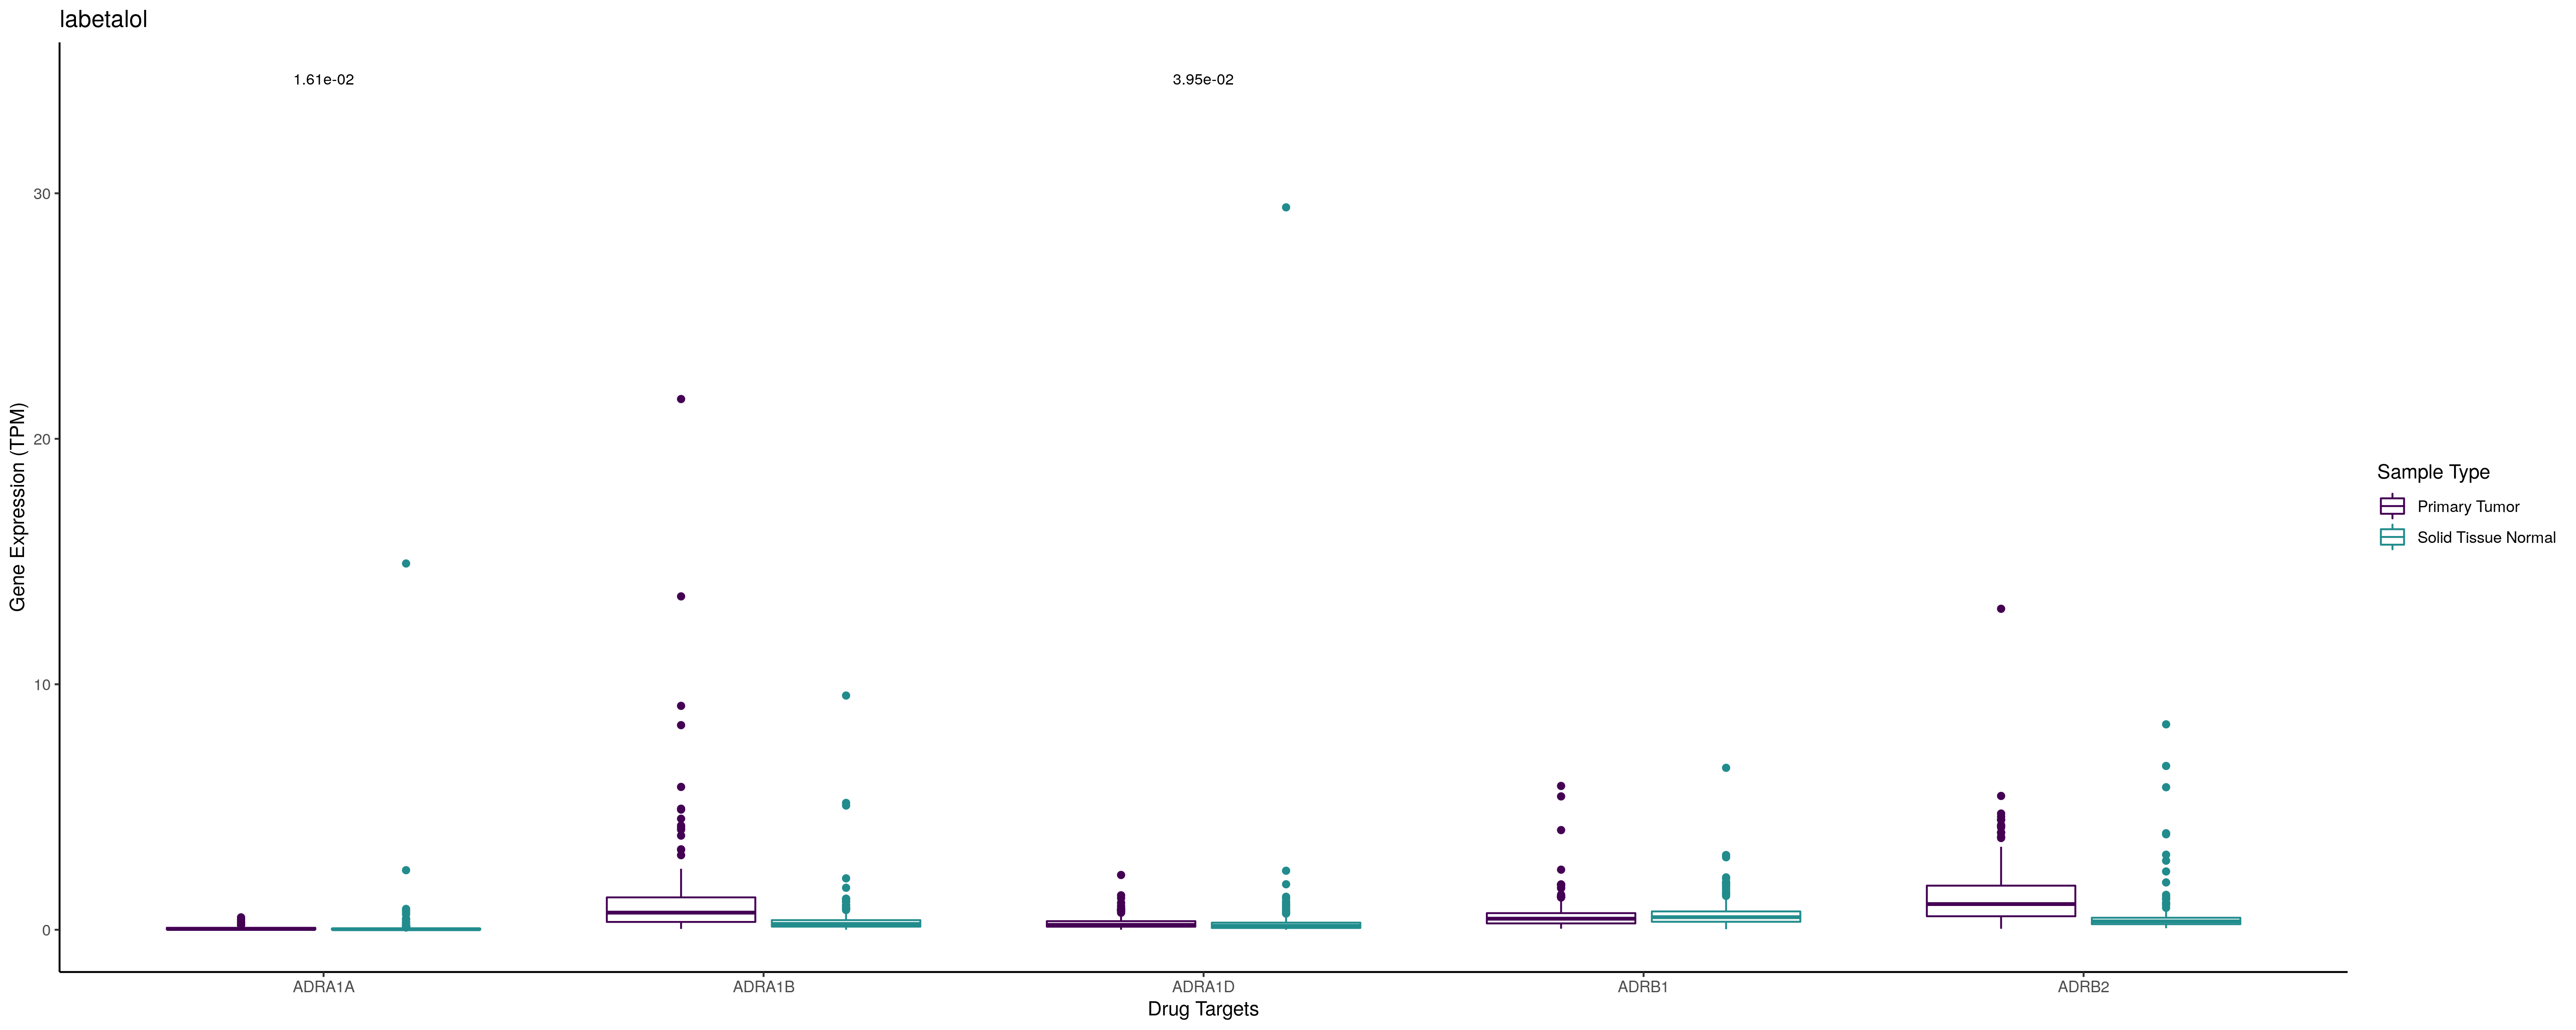 labetalol
1.61e-02
3.95e-02
30
20
10
0
Gene Expression (TPM)
ADRA1A
ADRA1B
ADRA1D
ADRB1
ADRB2
Drug Targets
Sample Type
Primary Tumor
Solid Tissue Normal